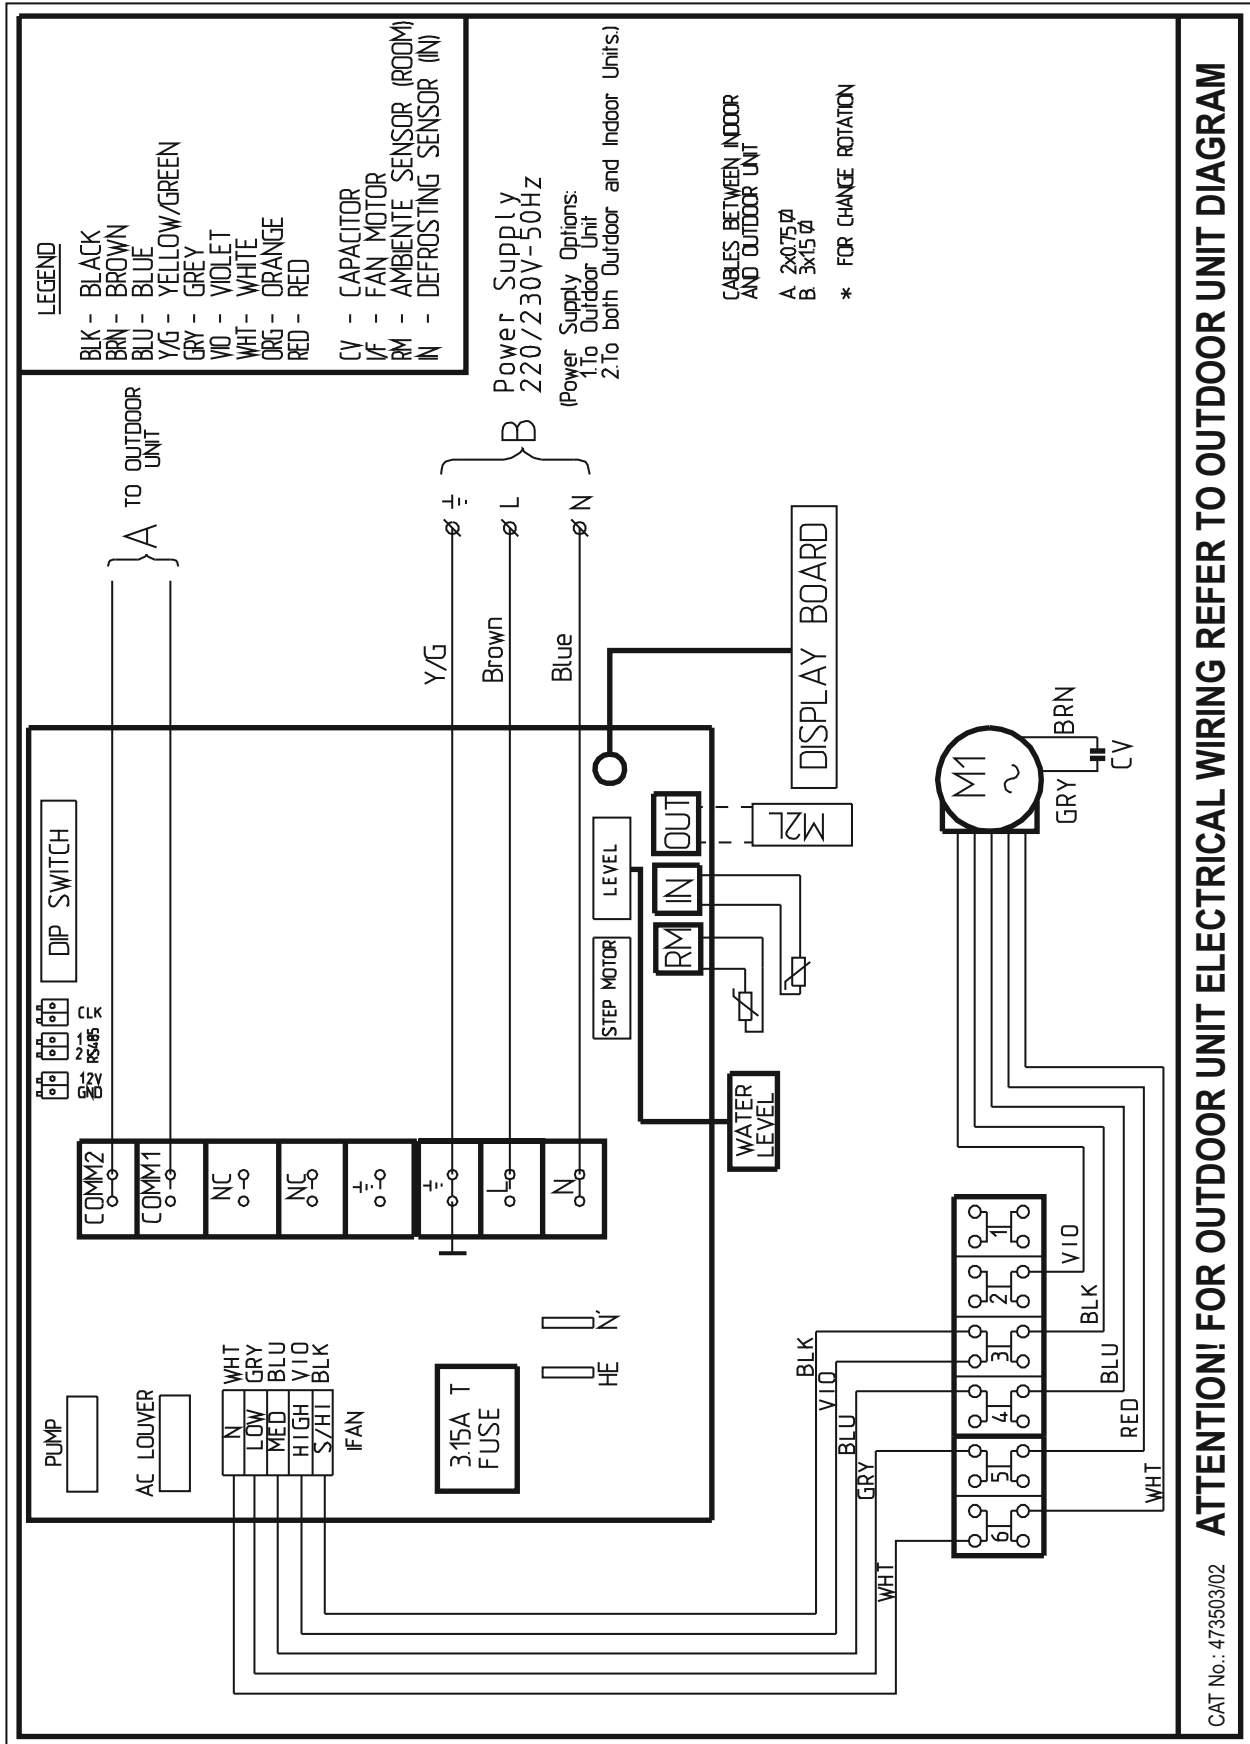 LEGEND
BLK - BLACK
BRN - BROWN
BLU - BLUE
Y/G - YELLOW/GREEN
GRY - GREY
VIO - VIOLET
WHT - WHITE
ORG - ORANGE
RED - RED
CV - CAPACITOR
I/F - FAN MOTOR
RM - AMBIENTE SENSOR (ROOM)
IN - DEFROSTING SENSOR (IN)
A
TO OUTDOOR
UNIT
B
Power Supply
220/230V-50Hz
(Power Supply Options:
1.To Outdoor Unit
2.To both Outdoor and Indoor Units.)
L
N
Y/G
Brown
Blue
CABLES BETWEEN INDOOR
AND OUTDOOR UNIT
A. 2x0.75
B. 3x1.5
* FOR CHANGE ROTATION
DISPLAY BOARD
DIP SWITCH
CLK
1
2 RS485
12V
GND
LEVEL
STEP MOTOR
OUT
IN
RM
M2L
WATER
LEVEL
COMM2
COMM1
NC
NC
L
N
PUMP
AC LOUVER
WHT
GRY
BLU
VIO
BLK
N
LOW
MED
HIGH
S/HI
IFAN
3.15A T
FUSE
N'
HE
M1
BRN
GRY
CV
BLK
VIO
BLU
GRY
WHT
1
2
3
4
5
6
VIO
BLK
BLU
RED
WHT
CAT No.: 473503/02
ATTENTION! FOR OUTDOOR UNIT ELECTRICAL WIRING REFER TO OUTDOOR UNIT DIAGRAM